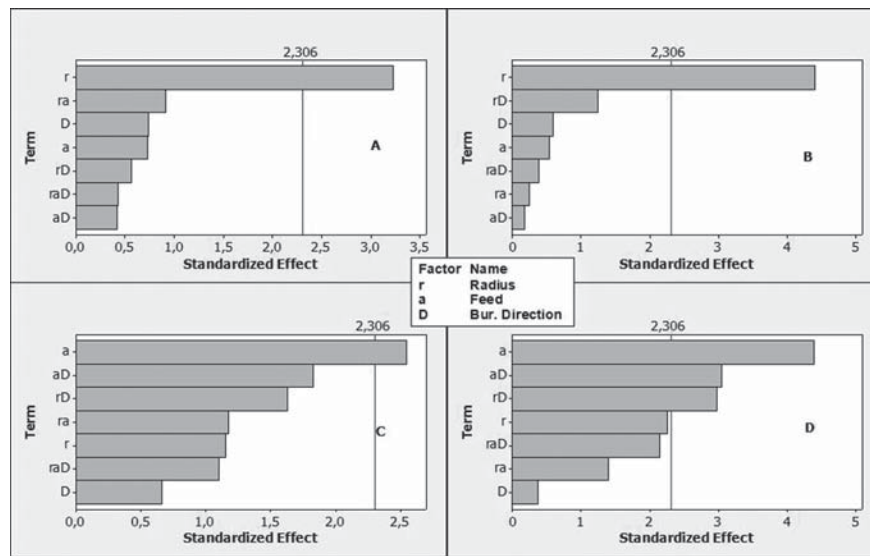 2,306
Term
r
ra
D
a
rD
raD
aD
A
0,0 0,5 1,0 1,5 2,0 2,5 3,0 3,5
Standardized Effect
2,306
Term
r
rD
D
a
raD
ra
aD
B
0 1 2 3 4 5
Standardized Effect
Factor Name
r Radius
a Feed
D Bur. Direction
2,306
Term
a
aD
rD
ra
r
raD
D
C
0,0 0,5 1,0 1,5 2,0 2,5
Standardized Effect
2,306
Term
a
aD
rD
r
raD
ra
D
D
0 1 2 3 4 5
Standardized Effect